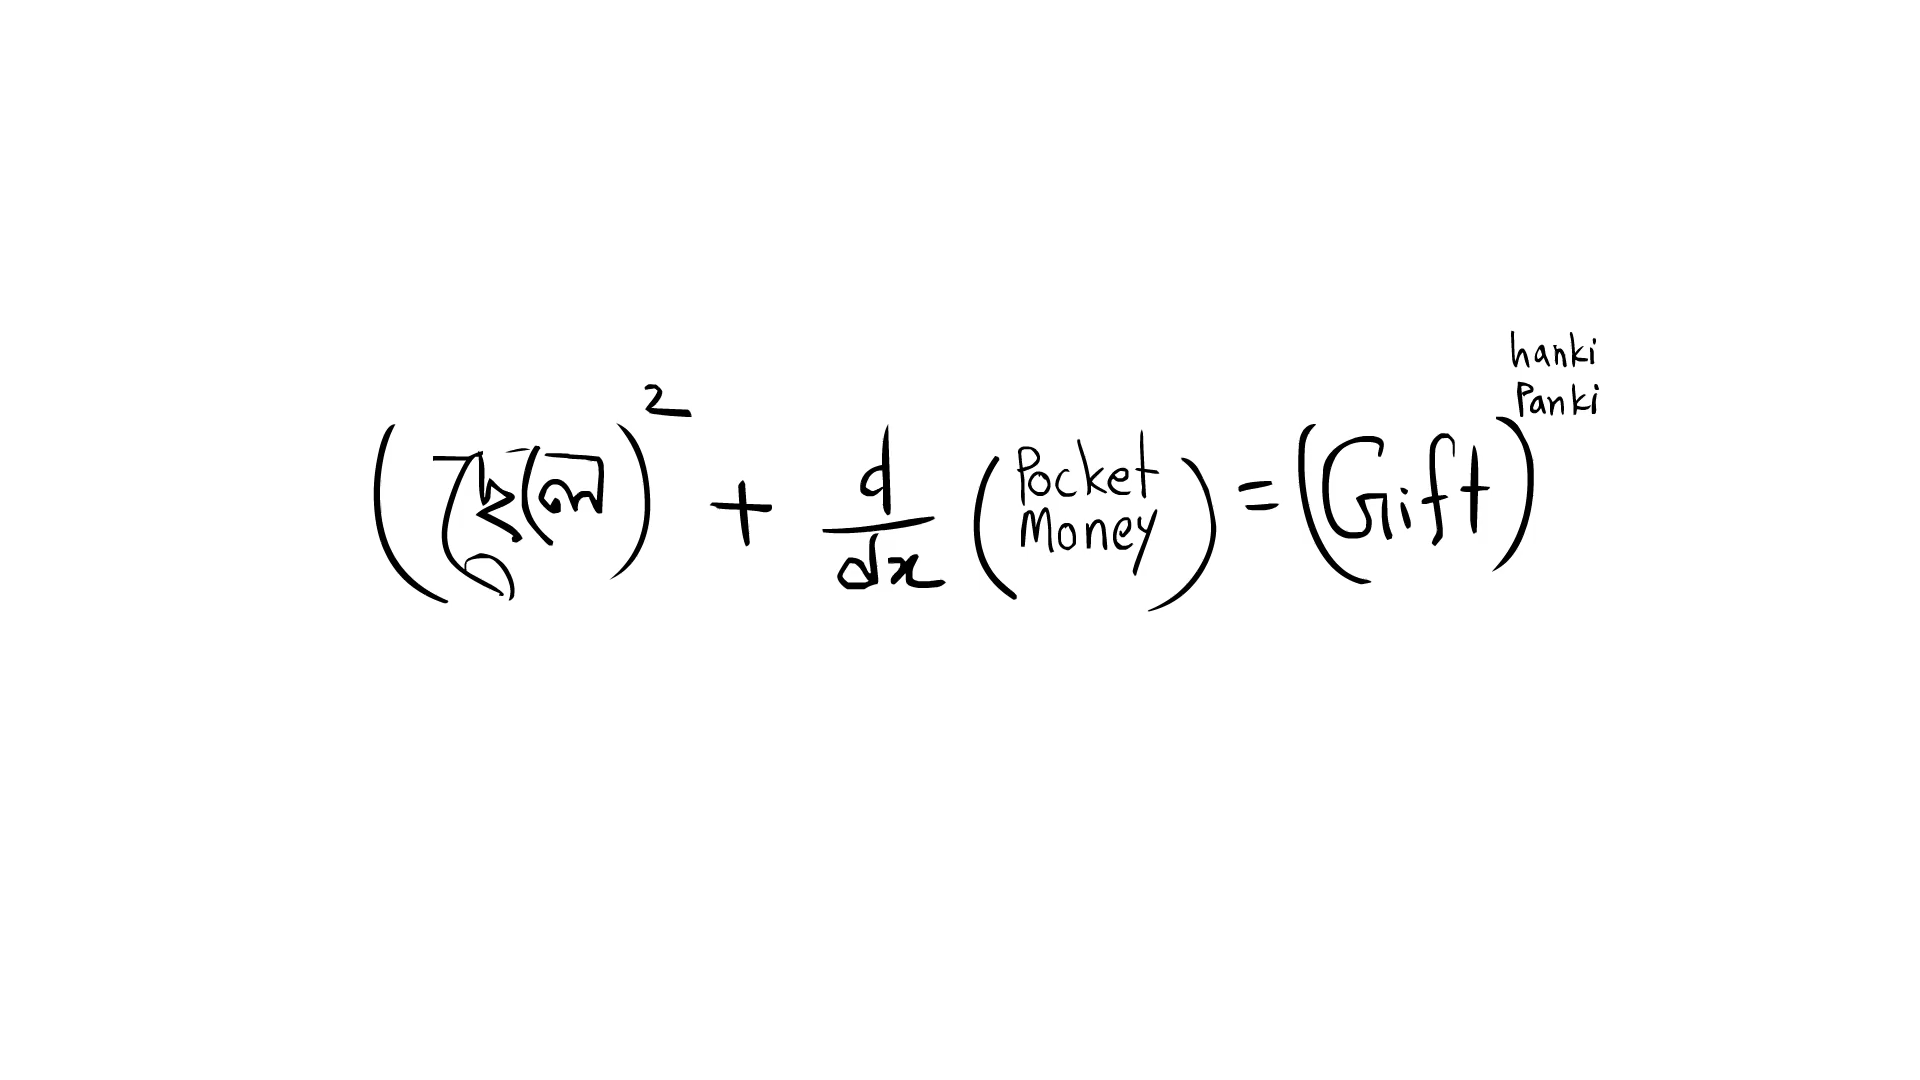 (ছেলে)² + d/dx (Pocket Money) = (Gift)^hanki Panki